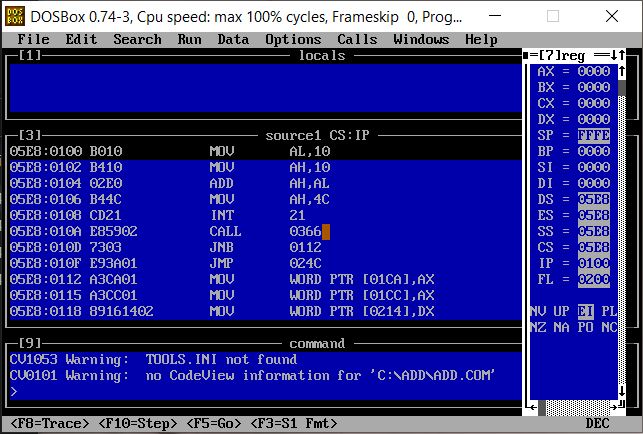 DOSBox 0.74-3, Cpu speed: max 100% cycles, Frameskip 0, Prog...
File Edit Search Run Data Options Calls Windows Help
[1] locals
[7]reg
AX = 0000
BX = 0000
CX = 0000
DX = 0000
SP = FFFE
BP = 0000
SI = 0000
DI = 0000
DS = 05E8
ES = 05E8
SS = 05E8
CS = 05E8
IP = 0100
FL = 0200
NV UP EI PL
NZ NA PO NC
[3] source1 CS:IP
05E8:0100 B010 MOV AL,10
05E8:0102 B410 MOV AH,10
05E8:0104 02E0 ADD AH,AL
05E8:0106 B44C MOV AH,4C
05E8:0108 CD21 INT 21
05E8:010A E85902 CALL 0366
05E8:010D 7303 JNB 0112
05E8:010F E93A01 JMP 024C
05E8:0112 A3CA01 MOV WORD PTR [01CA],AX
05E8:0115 A3CC01 MOV WORD PTR [01CC],AX
05E8:0118 89161402 MOV WORD PTR [0214],DX
[9] command
CV1053 Warning: TOOLS.INI not found
CV0101 Warning: no CodeView information for 'C:\ADD\ADD.COM'
>
<F8=Trace> <F10=Step> <F5=Go> <F3=S1 Fmt> DEC